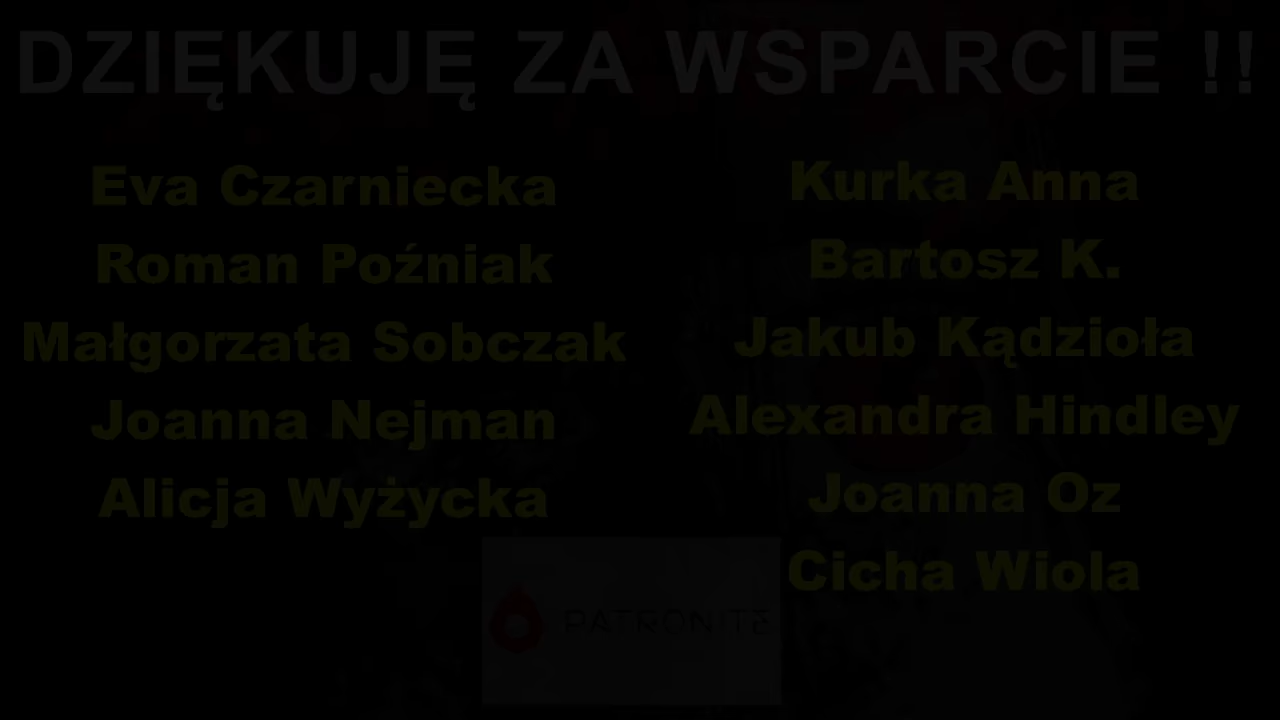 DZIĘKUJĘ ZA WSPARCIE !!
Eva Czarniecka
Roman Poźniak
Małgorzata Sobczak
Joanna Nejman
Alicja Wyżycka
Kurka Anna
Bartosz K.
Jakub Kądzioła
Alexandra Hindley
Joanna Oz
Cicha Wiola
PATRONITE